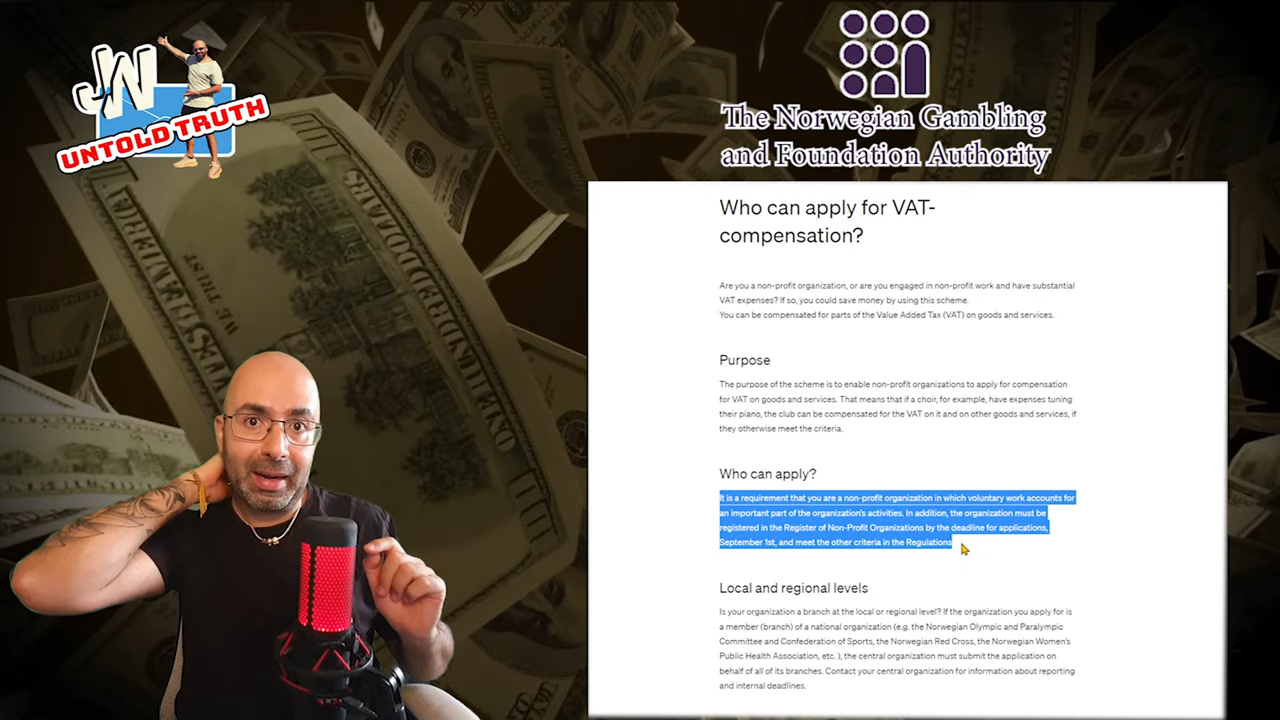 JW
UNTOLD TRUTH
The Norwegian Gambling
and Foundation Authority
Who can apply for VAT-
compensation?
Are you a non-profit organization, or are you engaged in non-profit work and have substantial
VAT expenses? If so, you could save money by using this scheme.
You can be compensated for parts of the Value Added Tax (VAT) on goods and services.
Purpose
The purpose of the scheme is to enable non-profit organizations to apply for compensation
for VAT on goods and services. That means that if a choir, for example, have expenses tuning
their piano, the club can be compensated for the VAT on it and on other goods and services, if
they otherwise meet the criteria.
Who can apply?
It is a requirement that you are a non-profit organization in which voluntary work accounts for
an important part of the organization's activities. In addition, the organization must be
registered in the Register of Non-Profit Organizations by the deadline for applications,
September 1st, and meet the other criteria in the Regulations
Local and regional levels
Is your organization a branch at the local or regional level? If the organization you apply for is
a member (branch) of a national organization (e.g. the Norwegian Olympic and Paralympic
Committee and Confederation of Sports, the Norwegian Red Cross, the Norwegian Women's
Public Health Association, etc. ), the central organization must submit the application on
behalf of all of its branches. Contact your central organization for information about reporting
and internal deadlines.
WE TRUST